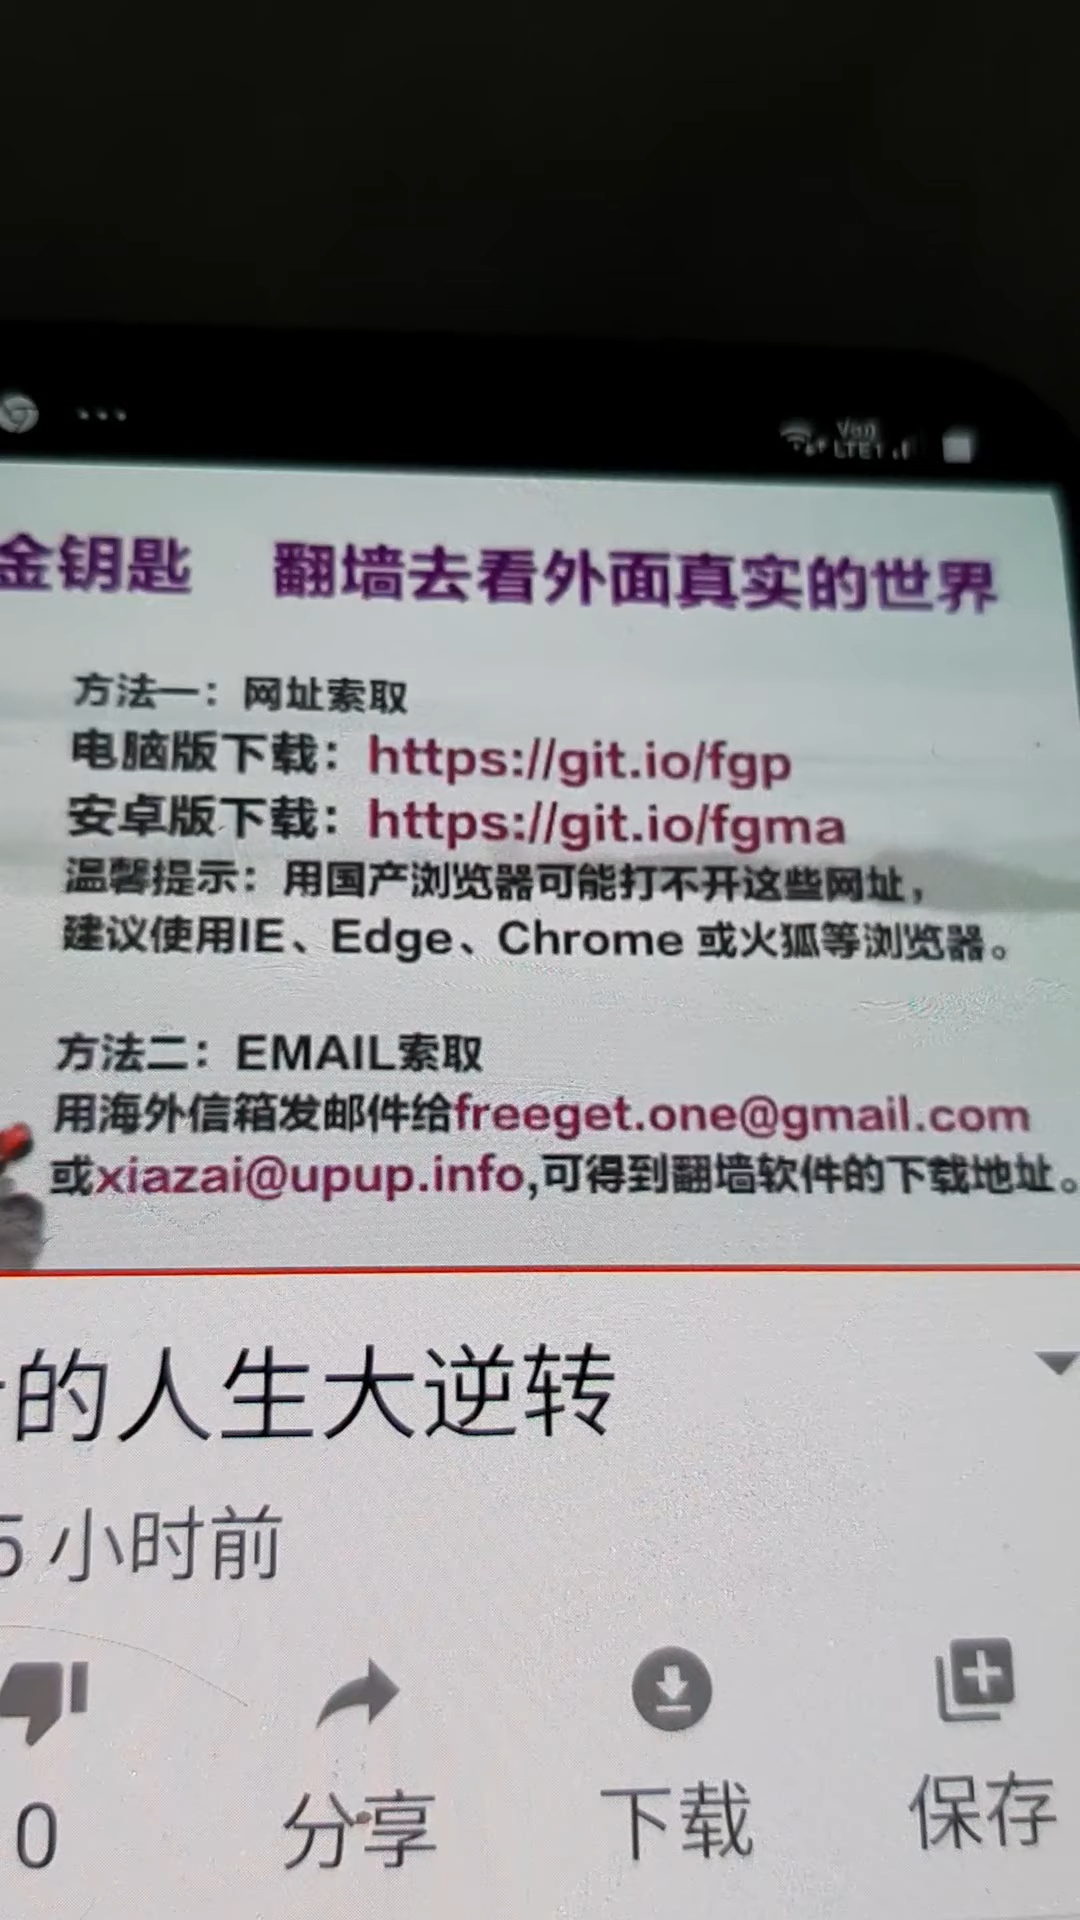 金钥匙 翻墙去看外面真实的世界
方法一：网址索取
电脑版下载：https://git.io/fgp
安卓版下载：https://git.io/fgma
温馨提示：用国产浏览器可能打不开这些网址，
建议使用IE、Edge、Chrome 或火狐等浏览器。
方法二：EMAIL索取
用海外信箱发邮件给freeget.one@gmail.com
或xiazai@upup.info,可得到翻墙软件的下载地址。
的人生大逆转
5 小时前
0
分享
下载
保存